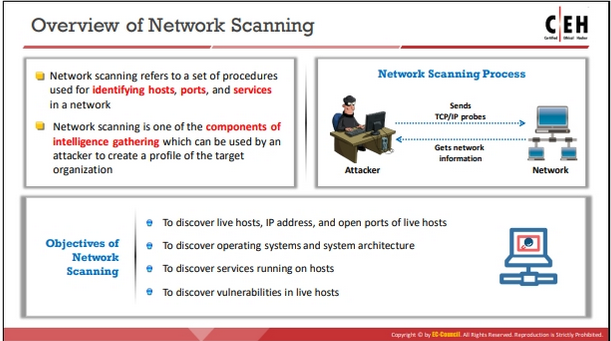 Overview of Network Scanning
CEH
Certified Ethical Hacker
Network scanning refers to a set of procedures
used for identifying hosts, ports, and services
in a network
Network scanning is one of the components of
intelligence gathering which can be used by an
attacker to create a profile of the target
organization
Network Scanning Process
Sends
TCP/IP probes
Gets network
information
Attacker
Network
Objectives of
Network
Scanning
To discover live hosts, IP address, and open ports of live hosts
To discover operating systems and system architecture
To discover services running on hosts
To discover vulnerabilities in live hosts
Copyright © by EC-Council. All Rights Reserved. Reproduction is Strictly Prohibited.